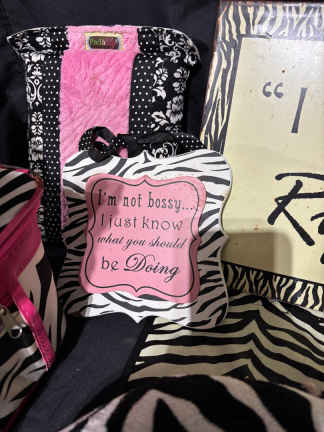 I'm not bossy....
I just know
what you should
be Doing
"I